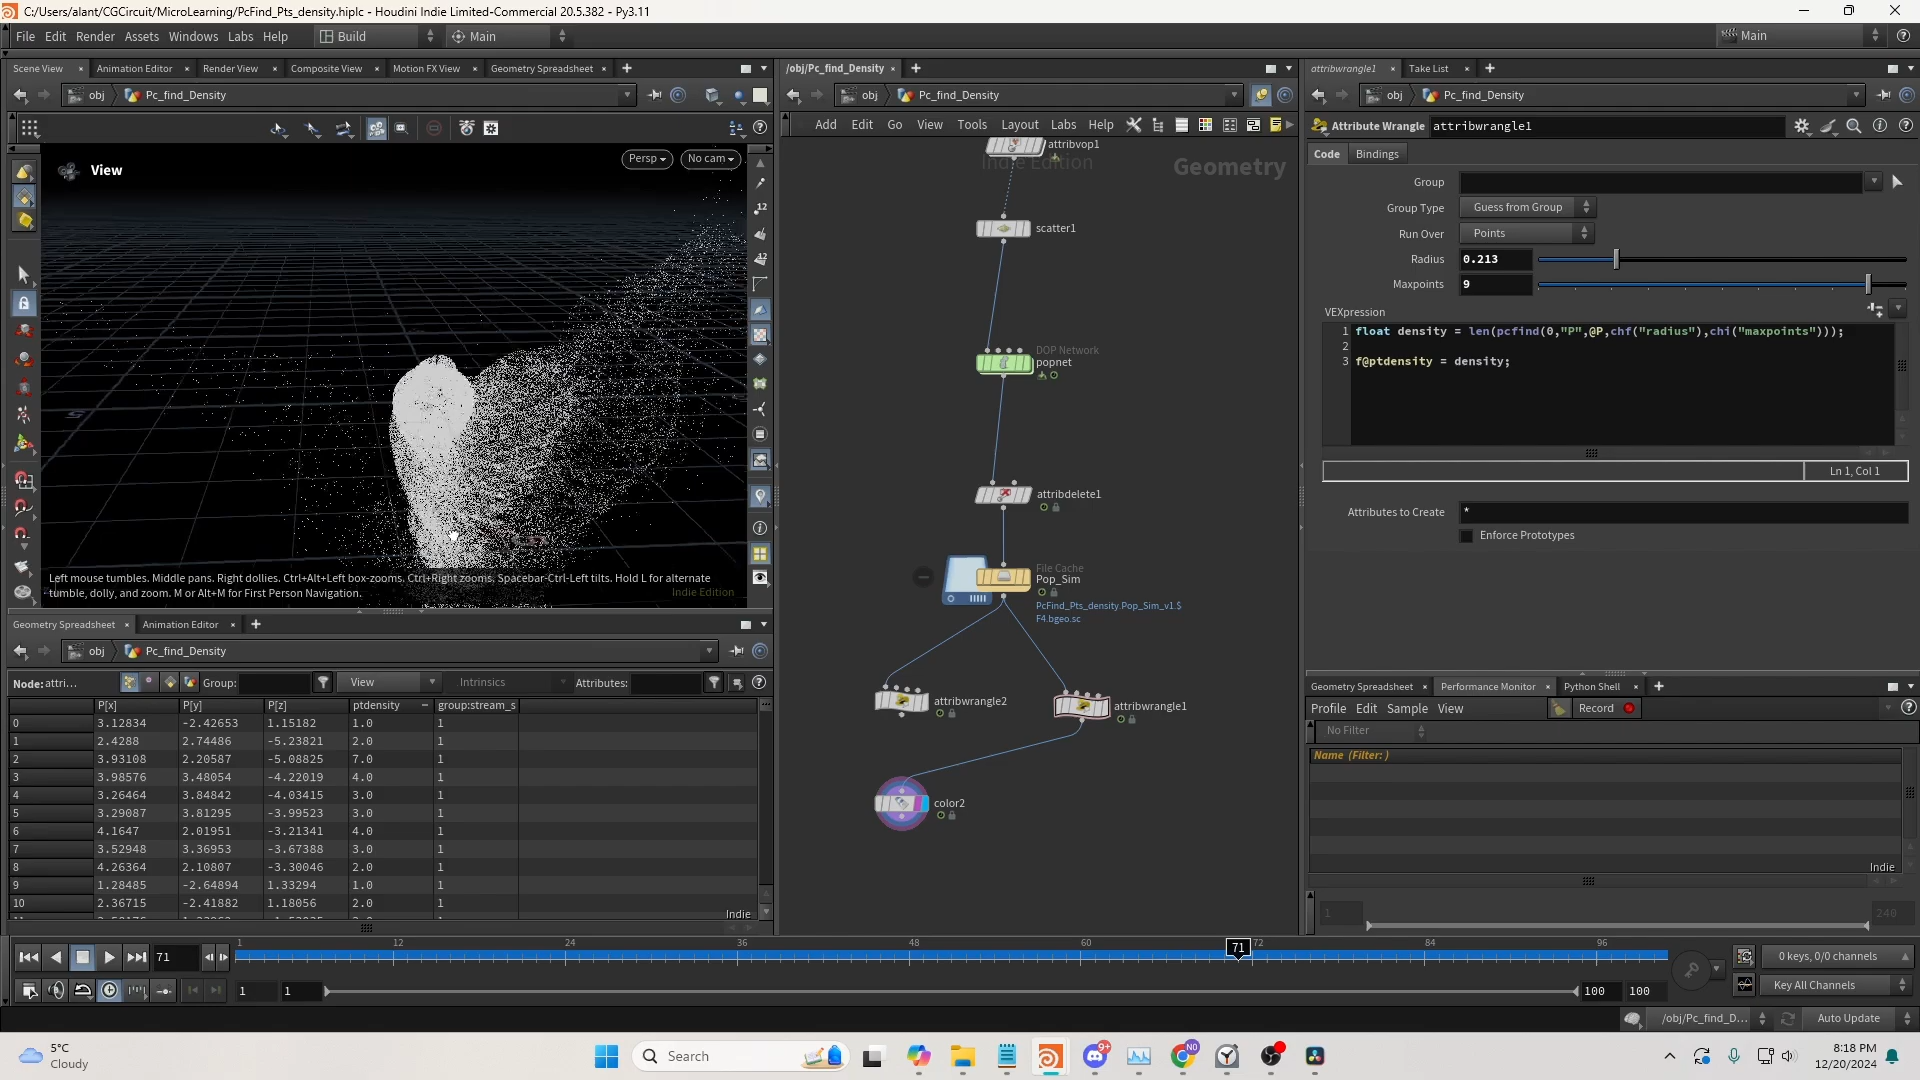 C:/Users/alant/CGCircuit/MicroLearning/PcFind_Pts_density.hiplc - Houdini Indie Limited-Commercial 20.5.382 - Py3.11
File Edit Render Assets Windows Labs Help Build Main Main
Scene View Animation Editor Render View Composite View Motion FX View Geometry Spreadsheet
obj Pc_find_Density
View
Persp No cam
Left mouse tumbles. Middle pans. Right dollies. Ctrl+Alt+Left box-zooms. Ctrl+Right zooms. Spacebar-Ctrl-Left tilts. Hold L for alternate
tumble, dolly, and zoom. M or Alt+M for First Person Navigation.
Indie Edition
Geometry Spreadsheet Animation Editor
obj Pc_find_Density
Node: attri... Group: View Intrinsics Attributes:
P[x] P[y] P[z] ptdensity group:stream_s
0 3.12834 -2.42653 1.15182 1.0 1
1 2.4288 2.74486 -5.23821 2.0 1
2 3.93108 2.20587 -5.08825 7.0 1
3 3.98576 3.48054 -4.22019 4.0 1
4 3.26464 3.84842 -4.03415 3.0 1
5 3.29087 3.81295 -3.99523 3.0 1
6 4.1647 2.01951 -3.21341 4.0 1
7 3.52948 3.36953 -3.67388 3.0 1
8 4.26364 2.10807 -3.30046 2.0 1
9 1.28485 -2.64894 1.33294 1.0 1
10 2.36715 -2.41882 1.18056 2.0 1
Indie
/obj/Pc_find_Density
obj Pc_find_Density
Add Edit Go View Tools Layout Labs Help
Indie Edition
Geometry
attribvop1
scatter1
DOP Network
popnet
attribdelete1
File Cache
Pop_Sim
PcFind_Pts_density.Pop_Sim_v1.$
F4.bgeo.sc
attribwrangle2
attribwrangle1
color2
attribwrangle1 Take List
obj Pc_find_Density
Attribute Wrangle attribwrangle1
Code Bindings
Group
Group Type Guess from Group
Run Over Points
Radius 0.213
Maxpoints 9
VEXpression
1 float density = len(pcfind(0,"P",@P,chf("radius"),chi("maxpoints")));
2
3 f@ptdensity = density;
Ln 1, Col 1
Attributes to Create *
Enforce Prototypes
Geometry Spreadsheet Performance Monitor Python Shell
Profile Edit Sample View Record
No Filter
Name (Filter: )
Indie
1 240
71
1 12 24 36 48 60 71 72 84 96
1 1 100 100
0 keys, 0/0 channels
Key All Channels
/obj/Pc_find_D... Auto Update
5°C
Cloudy
Search
8:18 PM
12/20/2024